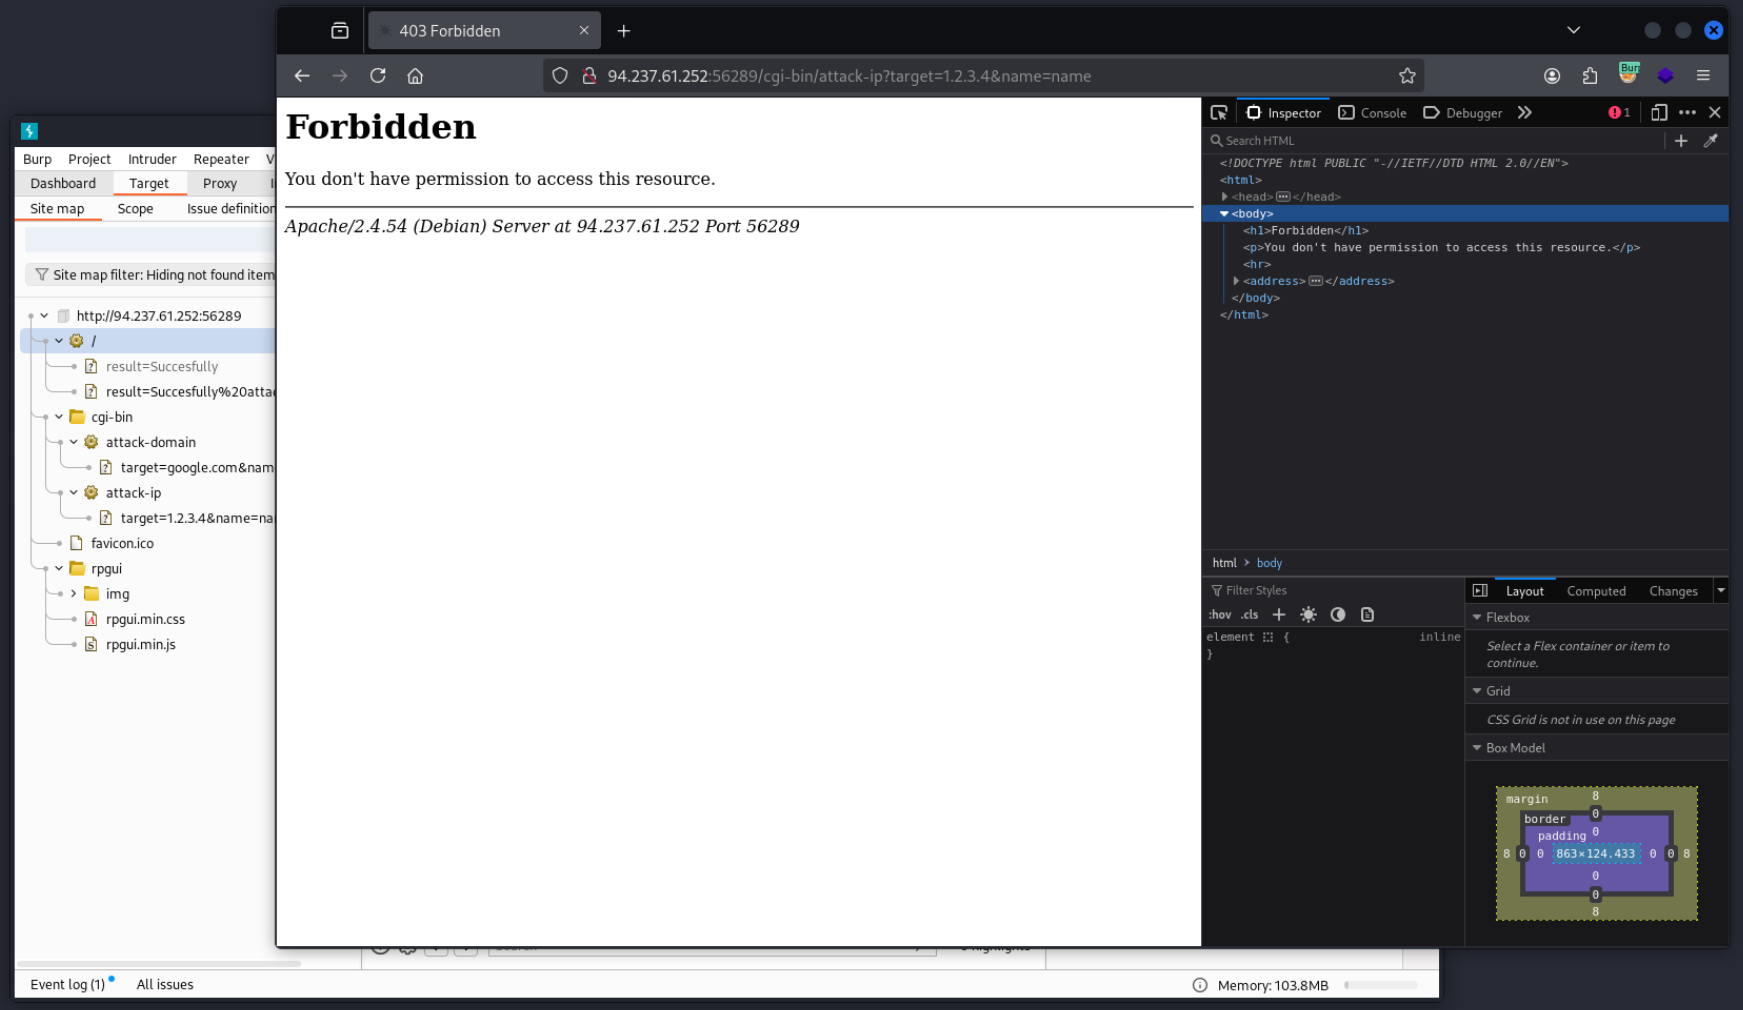 403 Forbidden
94.237.61.252:56289/cgi-bin/attack-ip?target=1.2.3.4&name=name
Bur
Forbidden
You don't have permission to access this resource.
Apache/2.4.54 (Debian) Server at 94.237.61.252 Port 56289
Inspector
Console
Debugger
1
Search HTML
<!DOCTYPE html PUBLIC "-//IETF//DTD HTML 2.0//EN">
<html>
<head></head>
<body>
<h1>Forbidden</h1>
<p>You don't have permission to access this resource.</p>
<hr>
<address></address>
</body>
</html>
html > body
Filter Styles
:hov .cls
element { inline
}
Layout Computed Changes
Flexbox
Select a Flex container or item to
continue.
Grid
CSS Grid is not in use on this page
Box Model
margin 8
border 0
padding 0
8 0 0 863×124.433 0 0 8
0
0
8
Burp Project Intruder Repeater V
Dashboard Target Proxy
Site map Scope Issue definition
Site map filter: Hiding not found item
http://94.237.61.252:56289
/
result=Succesfully
result=Succesfully%20atta
cgi-bin
attack-domain
target=google.com&nam
attack-ip
target=1.2.3.4&name=na
favicon.ico
rpgui
img
rpgui.min.css
rpgui.min.js
Event log (1) All issues
Memory: 103.8MB